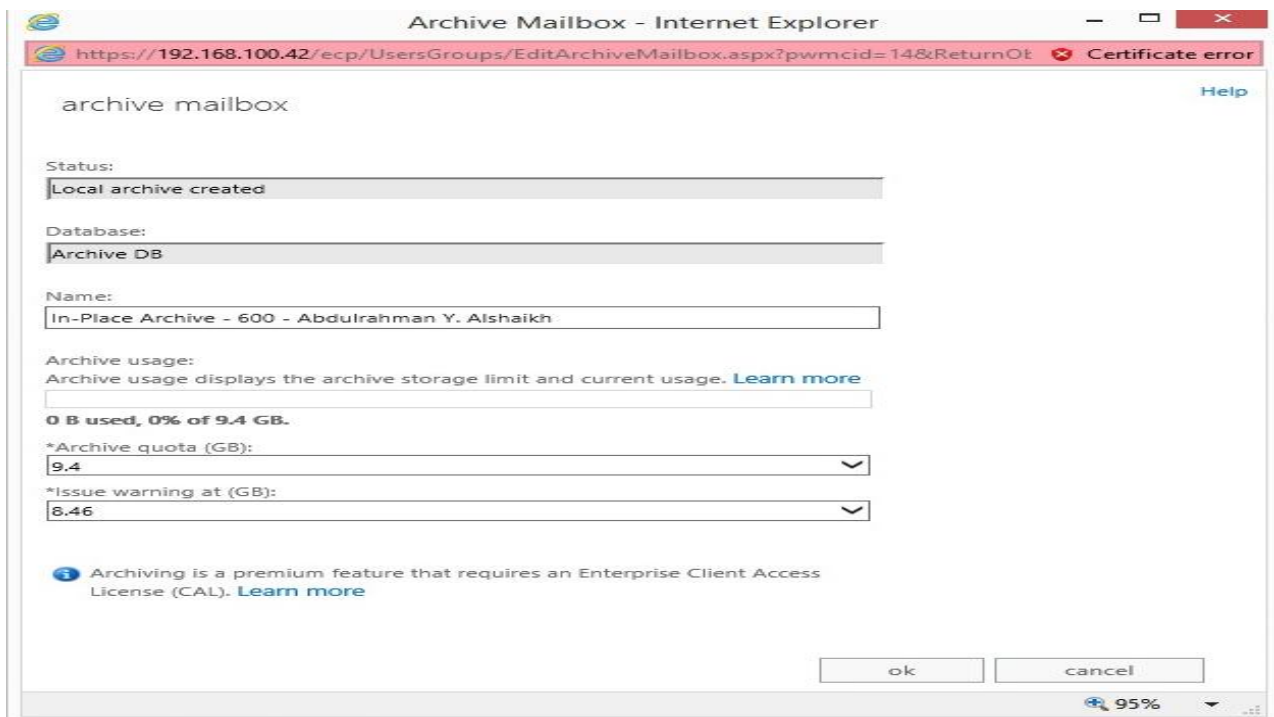 Archive Mailbox - Internet Explorer
https://192.168.100.42/ecp/UsersGroups/EditArchiveMailbox.aspx?pwmcid=14&ReturnOb Certificate error
Help
archive mailbox
Status:
Local archive created
Database:
Archive DB
Name:
In-Place Archive - 600 - Abdulrahman Y. Alshaikh
Archive usage:
Archive usage displays the archive storage limit and current usage. Learn more
0 B used, 0% of 9.4 GB.
*Archive quota (GB):
9.4
*Issue warning at (GB):
8.46
Archiving is a premium feature that requires an Enterprise Client Access
License (CAL). Learn more
ok cancel
95%